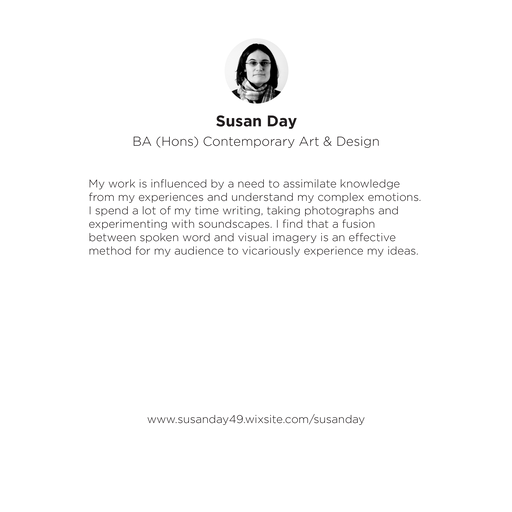 Susan Day
BA (Hons) Contemporary Art & Design
My work is influenced by a need to assimilate knowledge
from my experiences and understand my complex emotions.
I spend a lot of my time writing, taking photographs and
experimenting with soundscapes. I find that a fusion
between spoken word and visual imagery is an effective
method for my audience to vicariously experience my ideas.
www.susanday49.wixsite.com/susanday